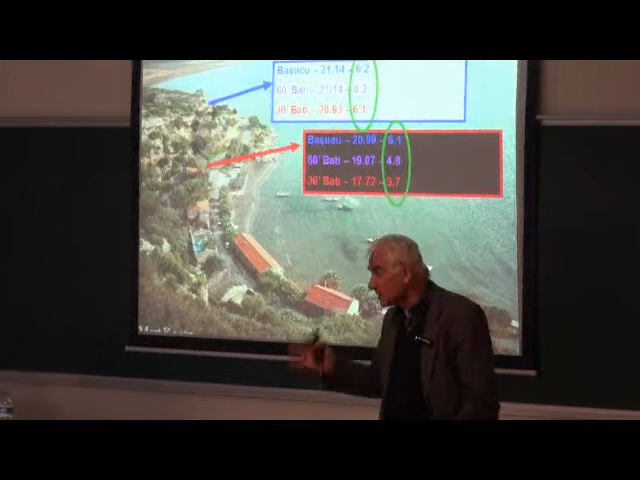 Başucu – 21.14 – 6.2
60' Batı – 21.14 – 6.2
30' Batı – 20.93 – 6.1
Başucu – 20.99 – 6.1
60' Batı – 19.07 – 4.8
30' Batı – 17.72 – 3.7